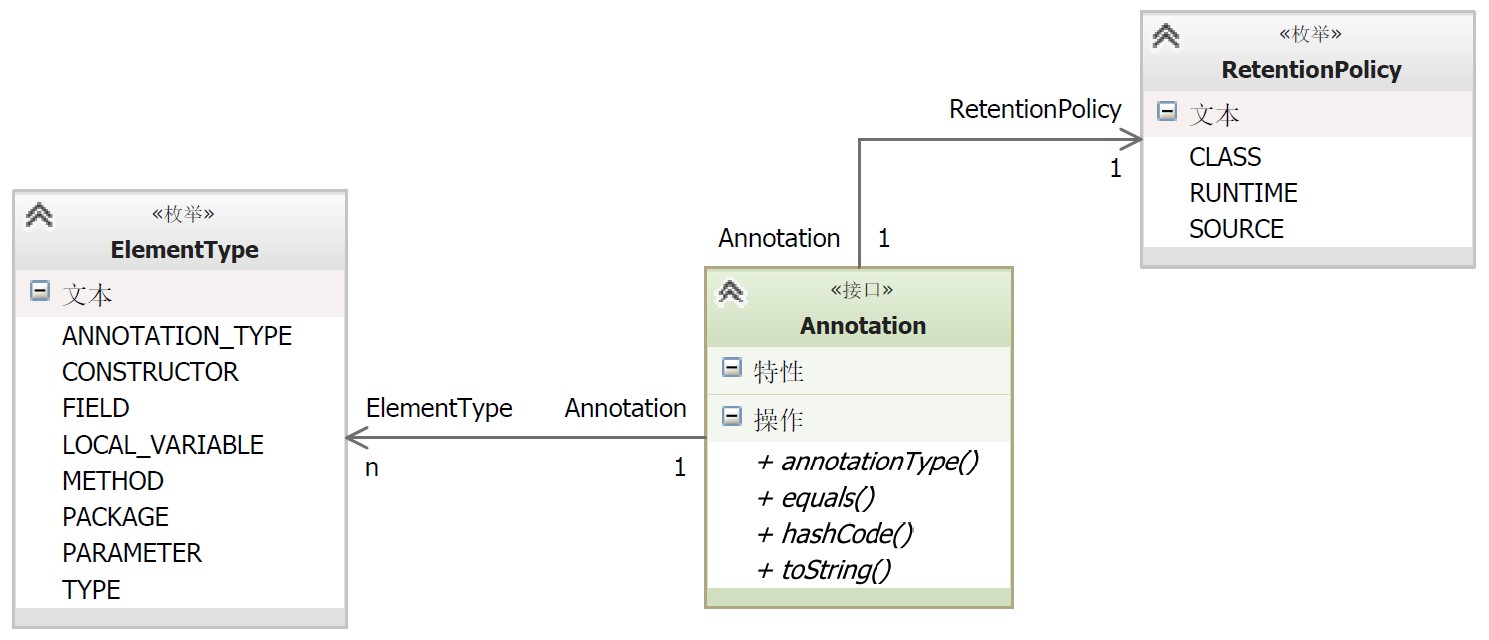 «枚举»
RetentionPolicy
文本
CLASS
RUNTIME
SOURCE
RetentionPolicy
1
Annotation
1
«枚举»
ElementType
文本
ANNOTATION_TYPE
CONSTRUCTOR
FIELD
LOCAL_VARIABLE
METHOD
PACKAGE
PARAMETER
TYPE
ElementType
Annotation
n
1
«接口»
Annotation
特性
操作
+ annotationType()
+ equals()
+ hashCode()
+ toString()